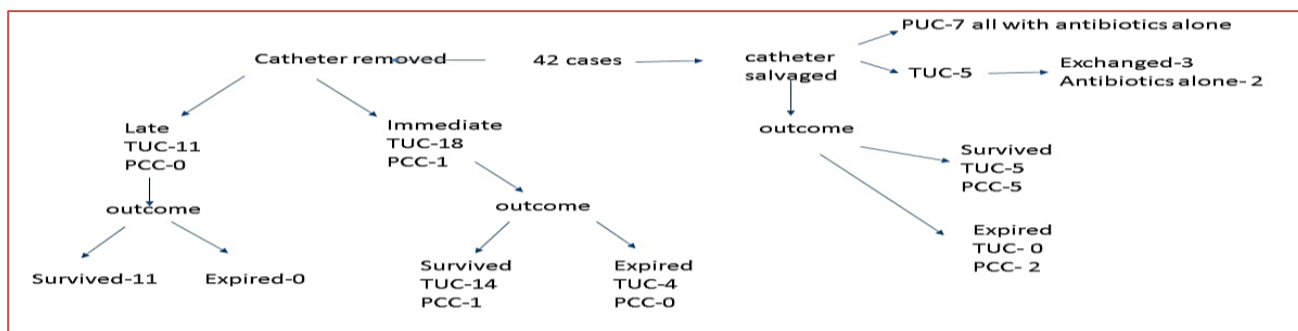 PUC-7 all with antibiotics alone
Catheter removed
42 cases
catheter
salvaged
TUC-5
Exchanged-3
Antibiotics alone- 2
Late
TUC-11
PCC-0
Immediate
TUC-18
PCC-1
outcome
Survived
TUC-5
PCC-5
outcome
outcome
Expired
TUC- 0
PCC- 2
Survived-11
Expired-0
Survived
TUC-14
PCC-1
Expired
TUC-4
PCC-0